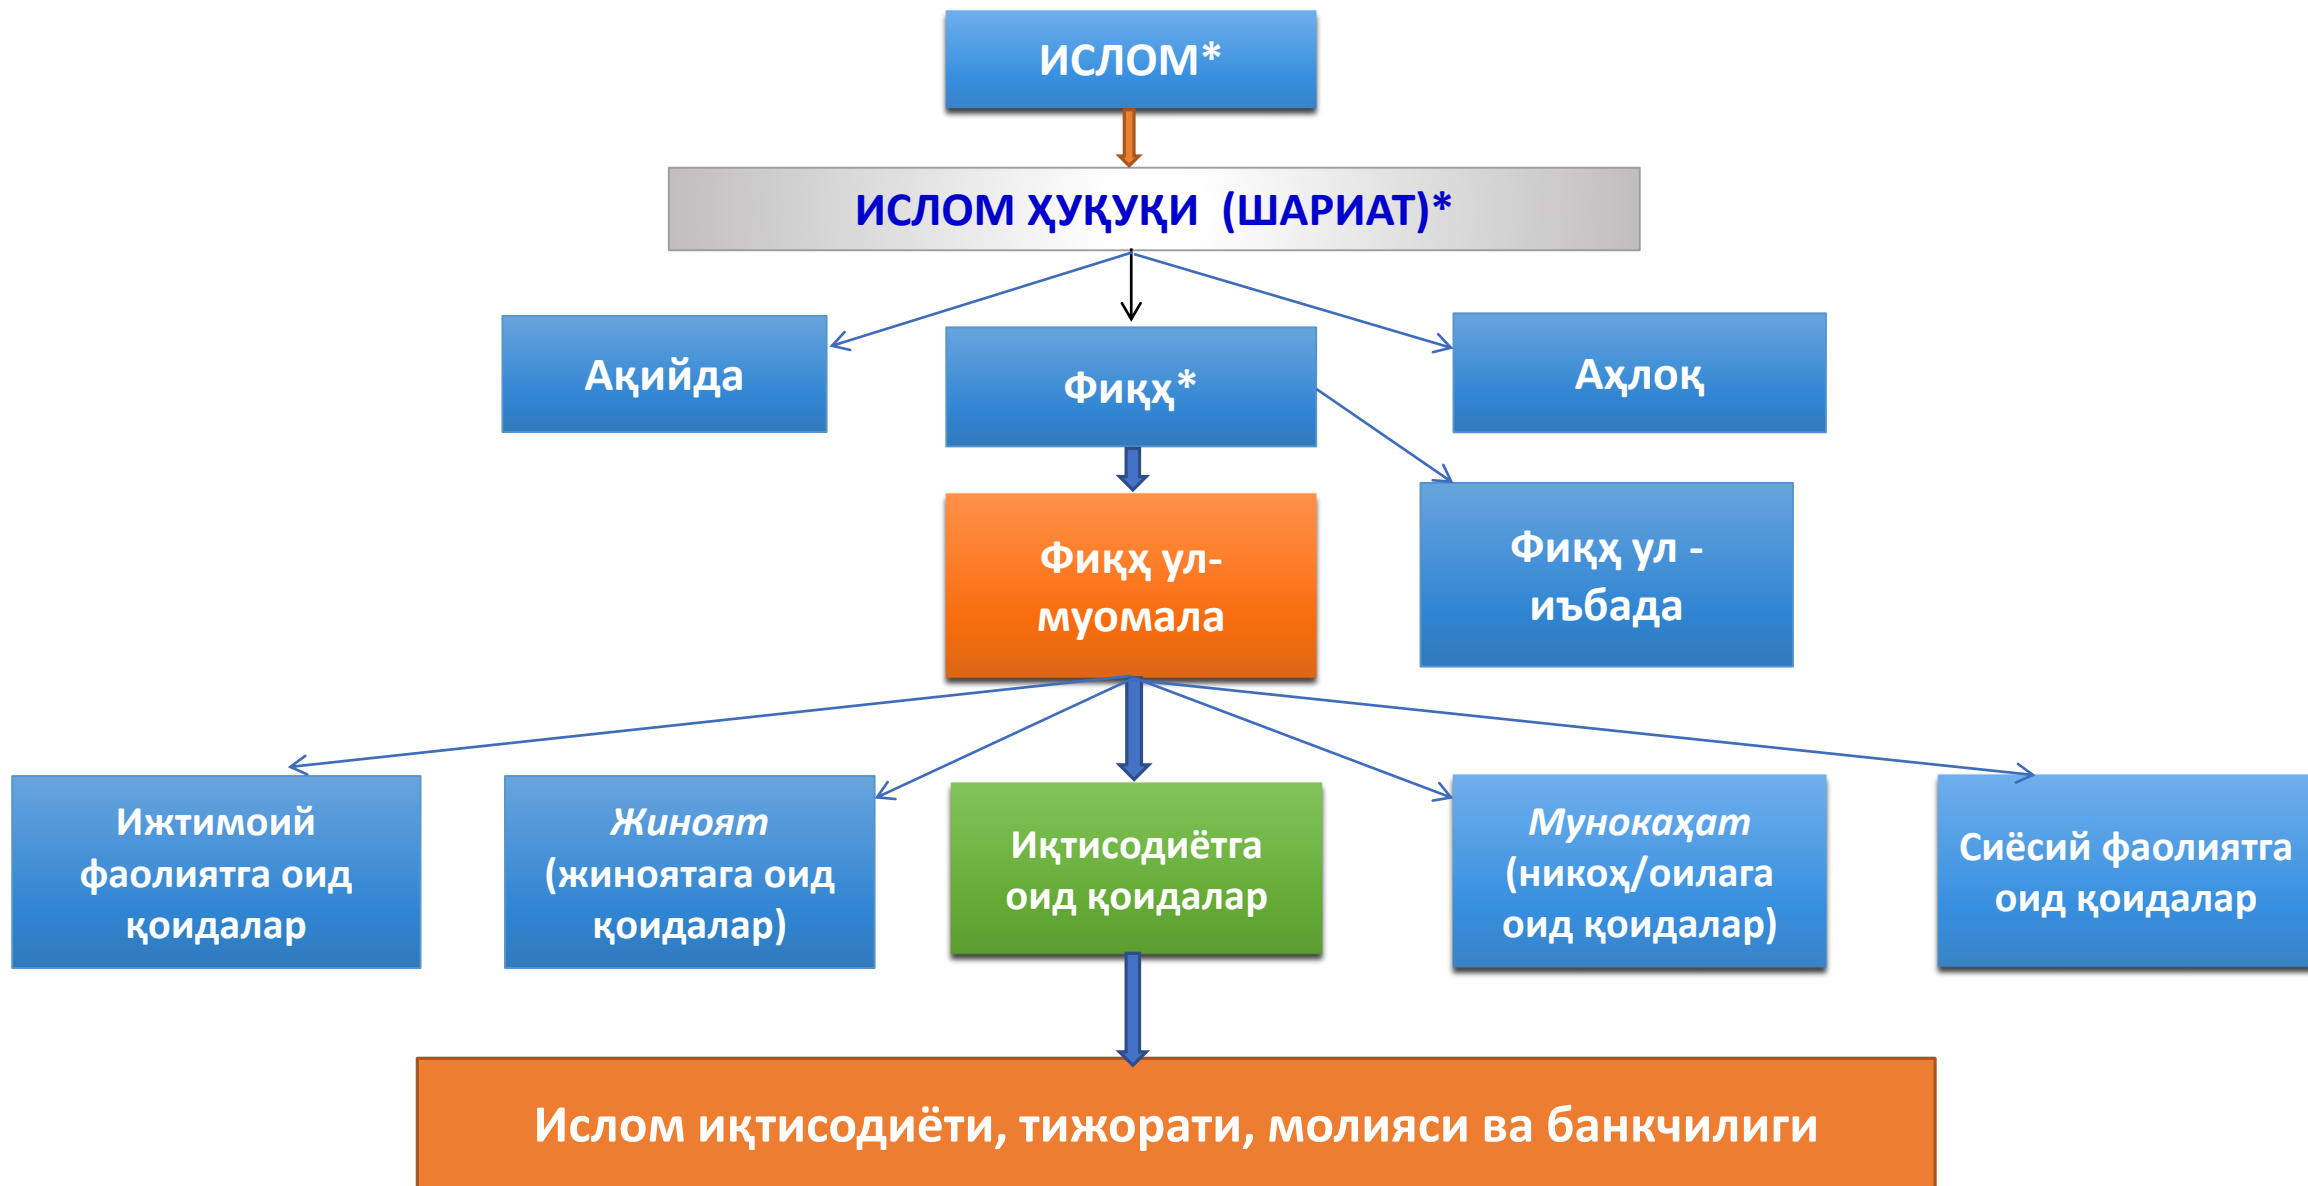 ИСЛОМ*
ИСЛОМ ҲУҚУҚИ (ШАРИАТ)*
Ақийда
Фиқҳ*
Аҳлоқ
Фиқҳ ул-
муомала
Фиқҳ ул -
иъбада
Ижтимоий
фаолиятга оид
қоидалар
Жиноят
(жиноятага оид
қоидалар)
Иқтисодиётга
оид қоидалар
Мунокаҳат
(никоҳ/оилага
оид қоидалар)
Сиёсий фаолиятга
оид қоидалар
Ислом иқтисодиёти, тижорати, молияси ва банкчилиги